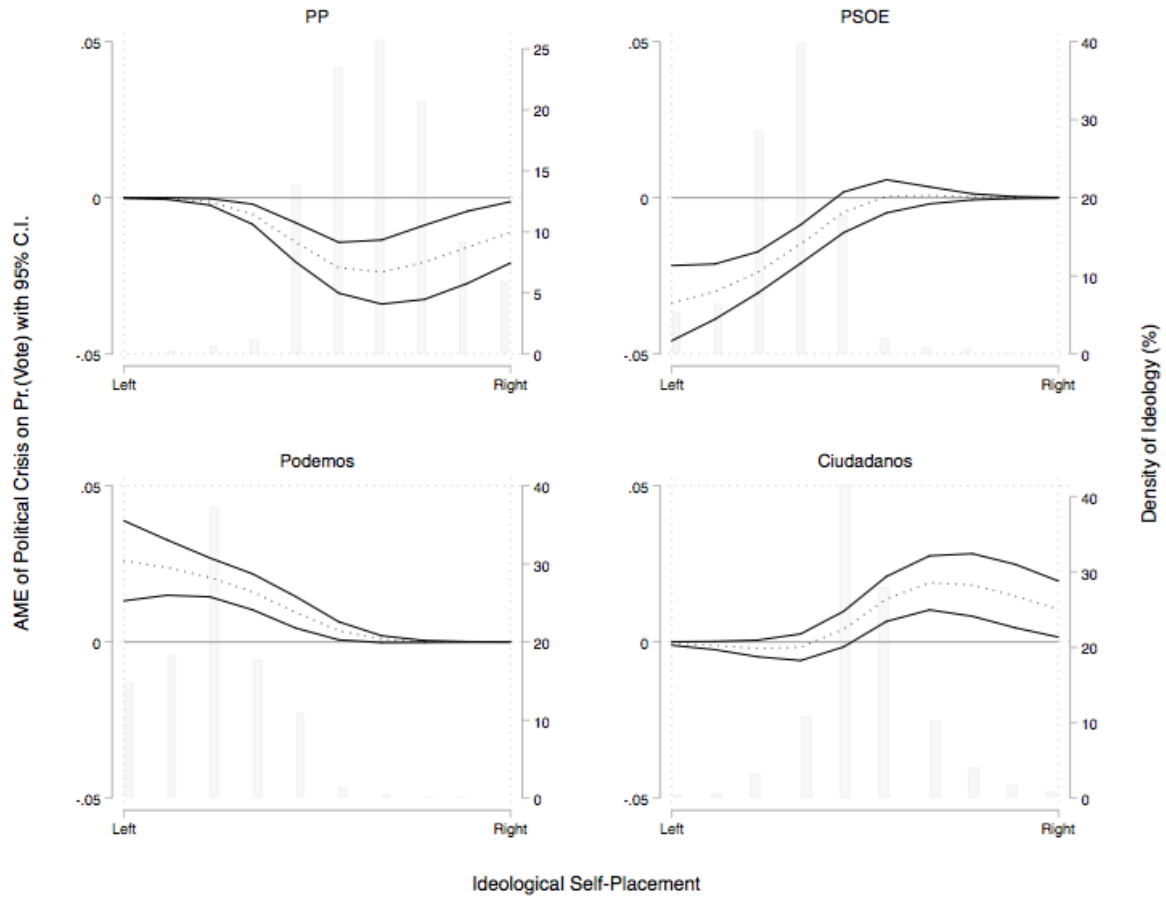 PP
PSOE
.05
0
-.05
25
20
15
10
5
0
Left
Right
.05
0
-.05
40
30
20
10
0
Left
Right
AME of Political Crisis on Pr.(Vote) with 95% C.I.
Density of Ideology (%)
Podemos
Ciudadanos
.05
0
-.05
40
30
20
10
0
Left
Right
.05
0
-.05
40
30
20
10
0
Left
Right
Ideological Self-Placement